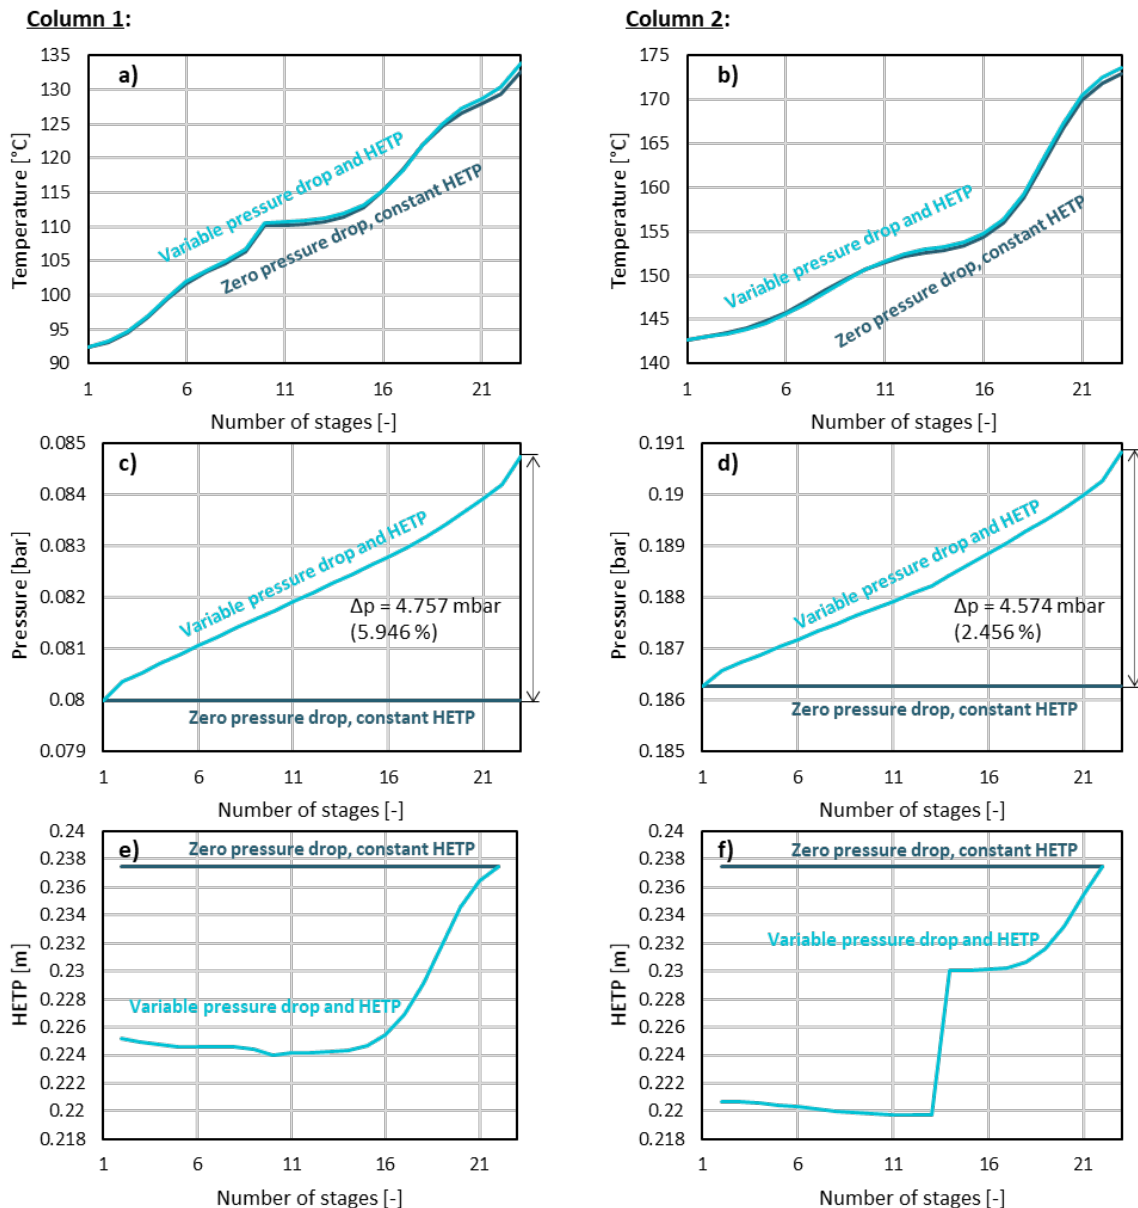 Column 1:
Column 2:
a)
135
130
125
120
115
110
105
100
95
90
Temperature [°C]
Variable pressure drop and HETP
Zero pressure drop, constant HETP
1
6
11
16
21
Number of stages [-]
b)
175
170
165
160
155
150
145
140
Temperature [°C]
Variable pressure drop and HETP
Zero pressure drop, constant HETP
1
6
11
16
21
Number of stages [-]
c)
0.085
0.084
0.083
0.082
0.081
0.08
0.079
Pressure [bar]
Variable pressure drop and HETP
Δp = 4.757 mbar
(5.946 %)
Zero pressure drop, constant HETP
1
6
11
16
21
Number of stages [-]
d)
0.191
0.19
0.189
0.188
0.187
0.186
0.185
Pressure [bar]
Variable pressure drop and HETP
Δp = 4.574 mbar
(2.456 %)
Zero pressure drop, constant HETP
1
6
11
16
21
Number of stages [-]
e)
0.24
0.238
0.236
0.234
0.232
0.23
0.228
0.226
0.224
0.222
0.22
0.218
HETP [m]
Zero pressure drop, constant HETP
Variable pressure drop and HETP
1
6
11
16
21
Number of stages [-]
f)
0.24
0.238
0.236
0.234
0.232
0.23
0.228
0.226
0.224
0.222
0.22
0.218
HETP [m]
Zero pressure drop, constant HETP
Variable pressure drop and HETP
1
6
11
16
21
Number of stages [-]